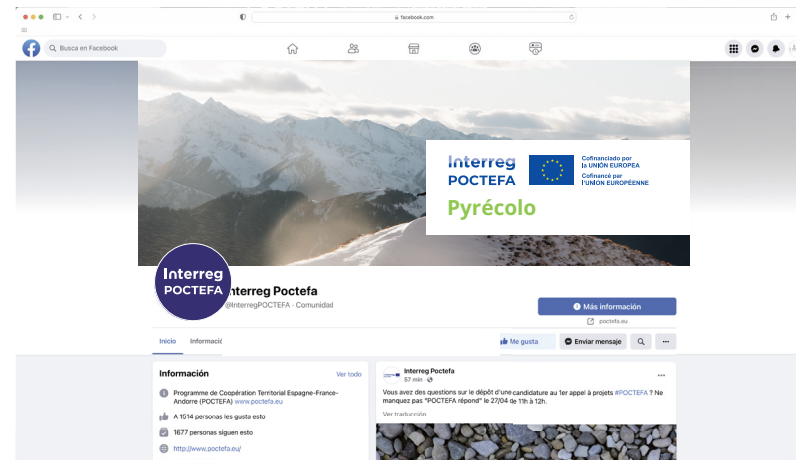 facebook.com
Busca en Facebook
Interreg
POCTEFA
Cofinanciado por
la UNIÓN EUROPEA
Cofinancé par
l'UNION EUROPÉENNE
Pyrécolo
Interreg
POCTEFA
Interreg Poctefa
@InterregPOCTEFA · Comunidad
Más información
poctefa.eu
Inicio
Informació
Me gusta
Enviar mensaje
Información
Ver todo
Programme de Coopération Territorial Espagne-France-
Andorre (POCTEFA) www.poctefa.eu
A 1514 personas les gusta esto
1677 personas siguen esto
http://www.poctefa.eu/
Interreg Poctefa
57 min
Vous avez des questions sur le dépôt d'une candidature au 1er appel à projets #POCTEFA ? Ne
manquez pas "POCTEFA répond" le 27/04 de 11h à 12h.
Ver traducción